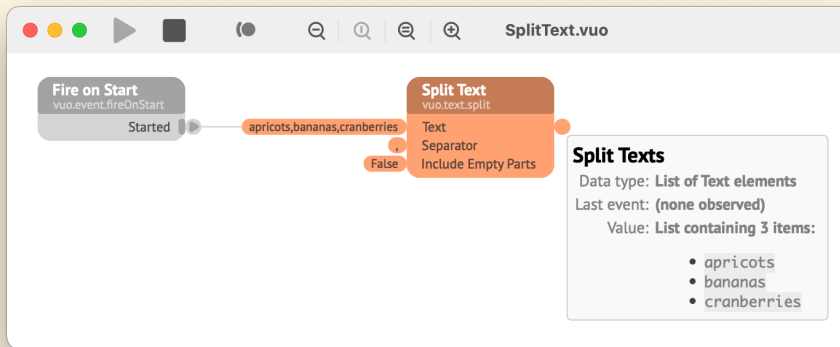 SplitText.vuo
Fire on Start
vuo.event.fireOnStart
Started
apricots,bananas,cranberries
,
False
Split Text
vuo.text.split
Text
Separator
Include Empty Parts
Split Texts
Data type: List of Text elements
Last event: (none observed)
Value: List containing 3 items:
• apricots
• bananas
• cranberries